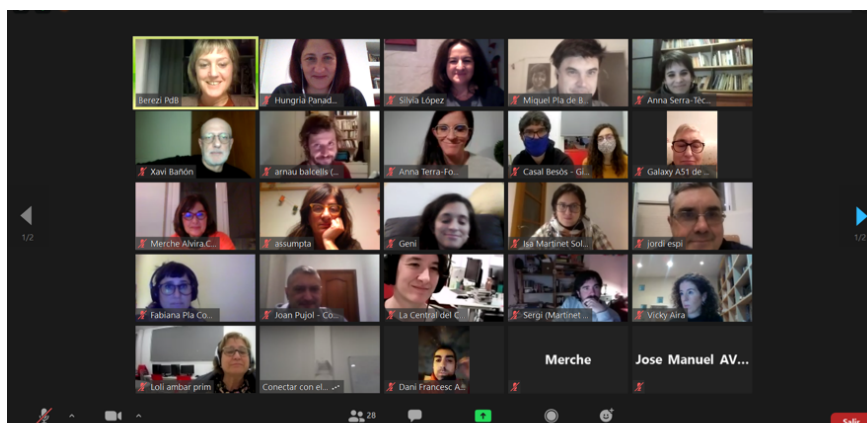 Berezi PdB
Hungria Panad...
Silvia López
Miquel Pla de B...
Anna Serra-Tèc...
Xavi Bañón
arnau balcells (...
Anna Terra-Fo...
Casal Besòs - Gi...
Galaxy A51 de ...
Merche Alvira.C...
assumpta
Geni
Isa Martinet Sol...
jordi espi
Fabiana Pla Co...
Joan Pujol - Co...
La Central del C...
Sergi (Martinet ...
Vicky Aira
Loli ambar prim
Conectar con el...
Dani Francesc A...
Merche
Jose Manuel AV...
1/2
1/2
28
Salir